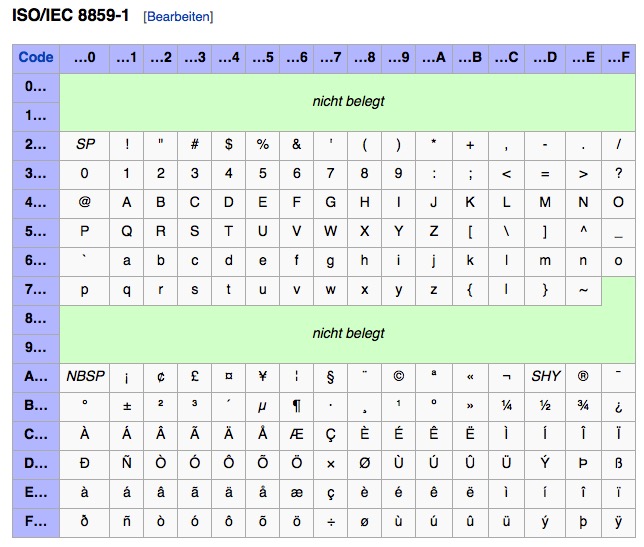 ISO/IEC 8859-1 [Bearbeiten]
Code …0 …1 …2 …3 …4 …5 …6 …7 …8 …9 …A …B …C …D …E …F
0…
nicht belegt
1…
2… SP ! " # $ % & ' ( ) * + , - . /
3… 0 1 2 3 4 5 6 7 8 9 : ; < = > ?
4… @ A B C D E F G H I J K L M N O
5… P Q R S T U V W X Y Z [ \ ] ^ _
6… ` a b c d e f g h i j k l m n o
7… p q r s t u v w x y z { | } ~
8…
nicht belegt
9…
A… NBSP ¡ ¢ £ ¤ ¥ ¦ § ¨ © ª « ¬ SHY ® ¯
B… ° ± ² ³ ´ µ ¶ · ¸ ¹ º » ¼ ½ ¾ ¿
C… À Á Â Ã Ä Å Æ Ç È É Ê Ë Ì Í Î Ï
D… Ð Ñ Ò Ó Ô Õ Ö × Ø Ù Ú Û Ü Ý Þ ß
E… à á â ã ä å æ ç è é ê ë ì í î ï
F… ð ñ ò ó ô õ ö ÷ ø ù ú û ü ý þ ÿ